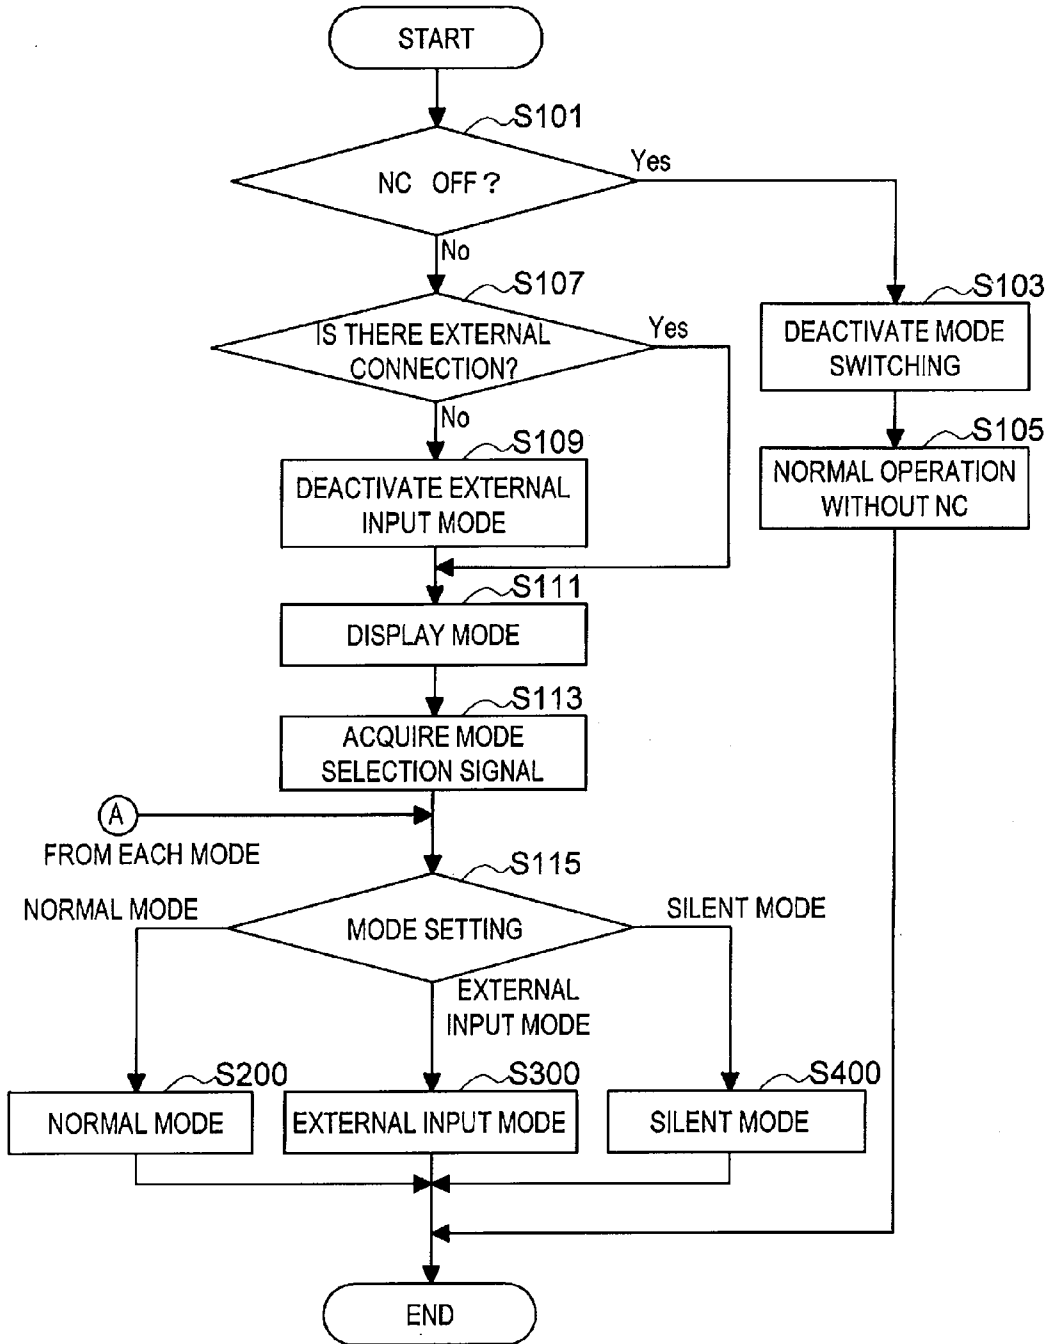 START
S101
NC OFF?
Yes
No
S107
IS THERE EXTERNAL
CONNECTION?
Yes
No
S103
DEACTIVATE MODE
SWITCHING
S105
NORMAL OPERATION
WITHOUT NC
S109
DEACTIVATE EXTERNAL
INPUT MODE
S111
DISPLAY MODE
S113
ACQUIRE MODE
SELECTION SIGNAL
A
FROM EACH MODE
S115
MODE SETTING
NORMAL MODE
EXTERNAL
INPUT MODE
SILENT MODE
S200
NORMAL MODE
S300
EXTERNAL INPUT MODE
S400
SILENT MODE
END